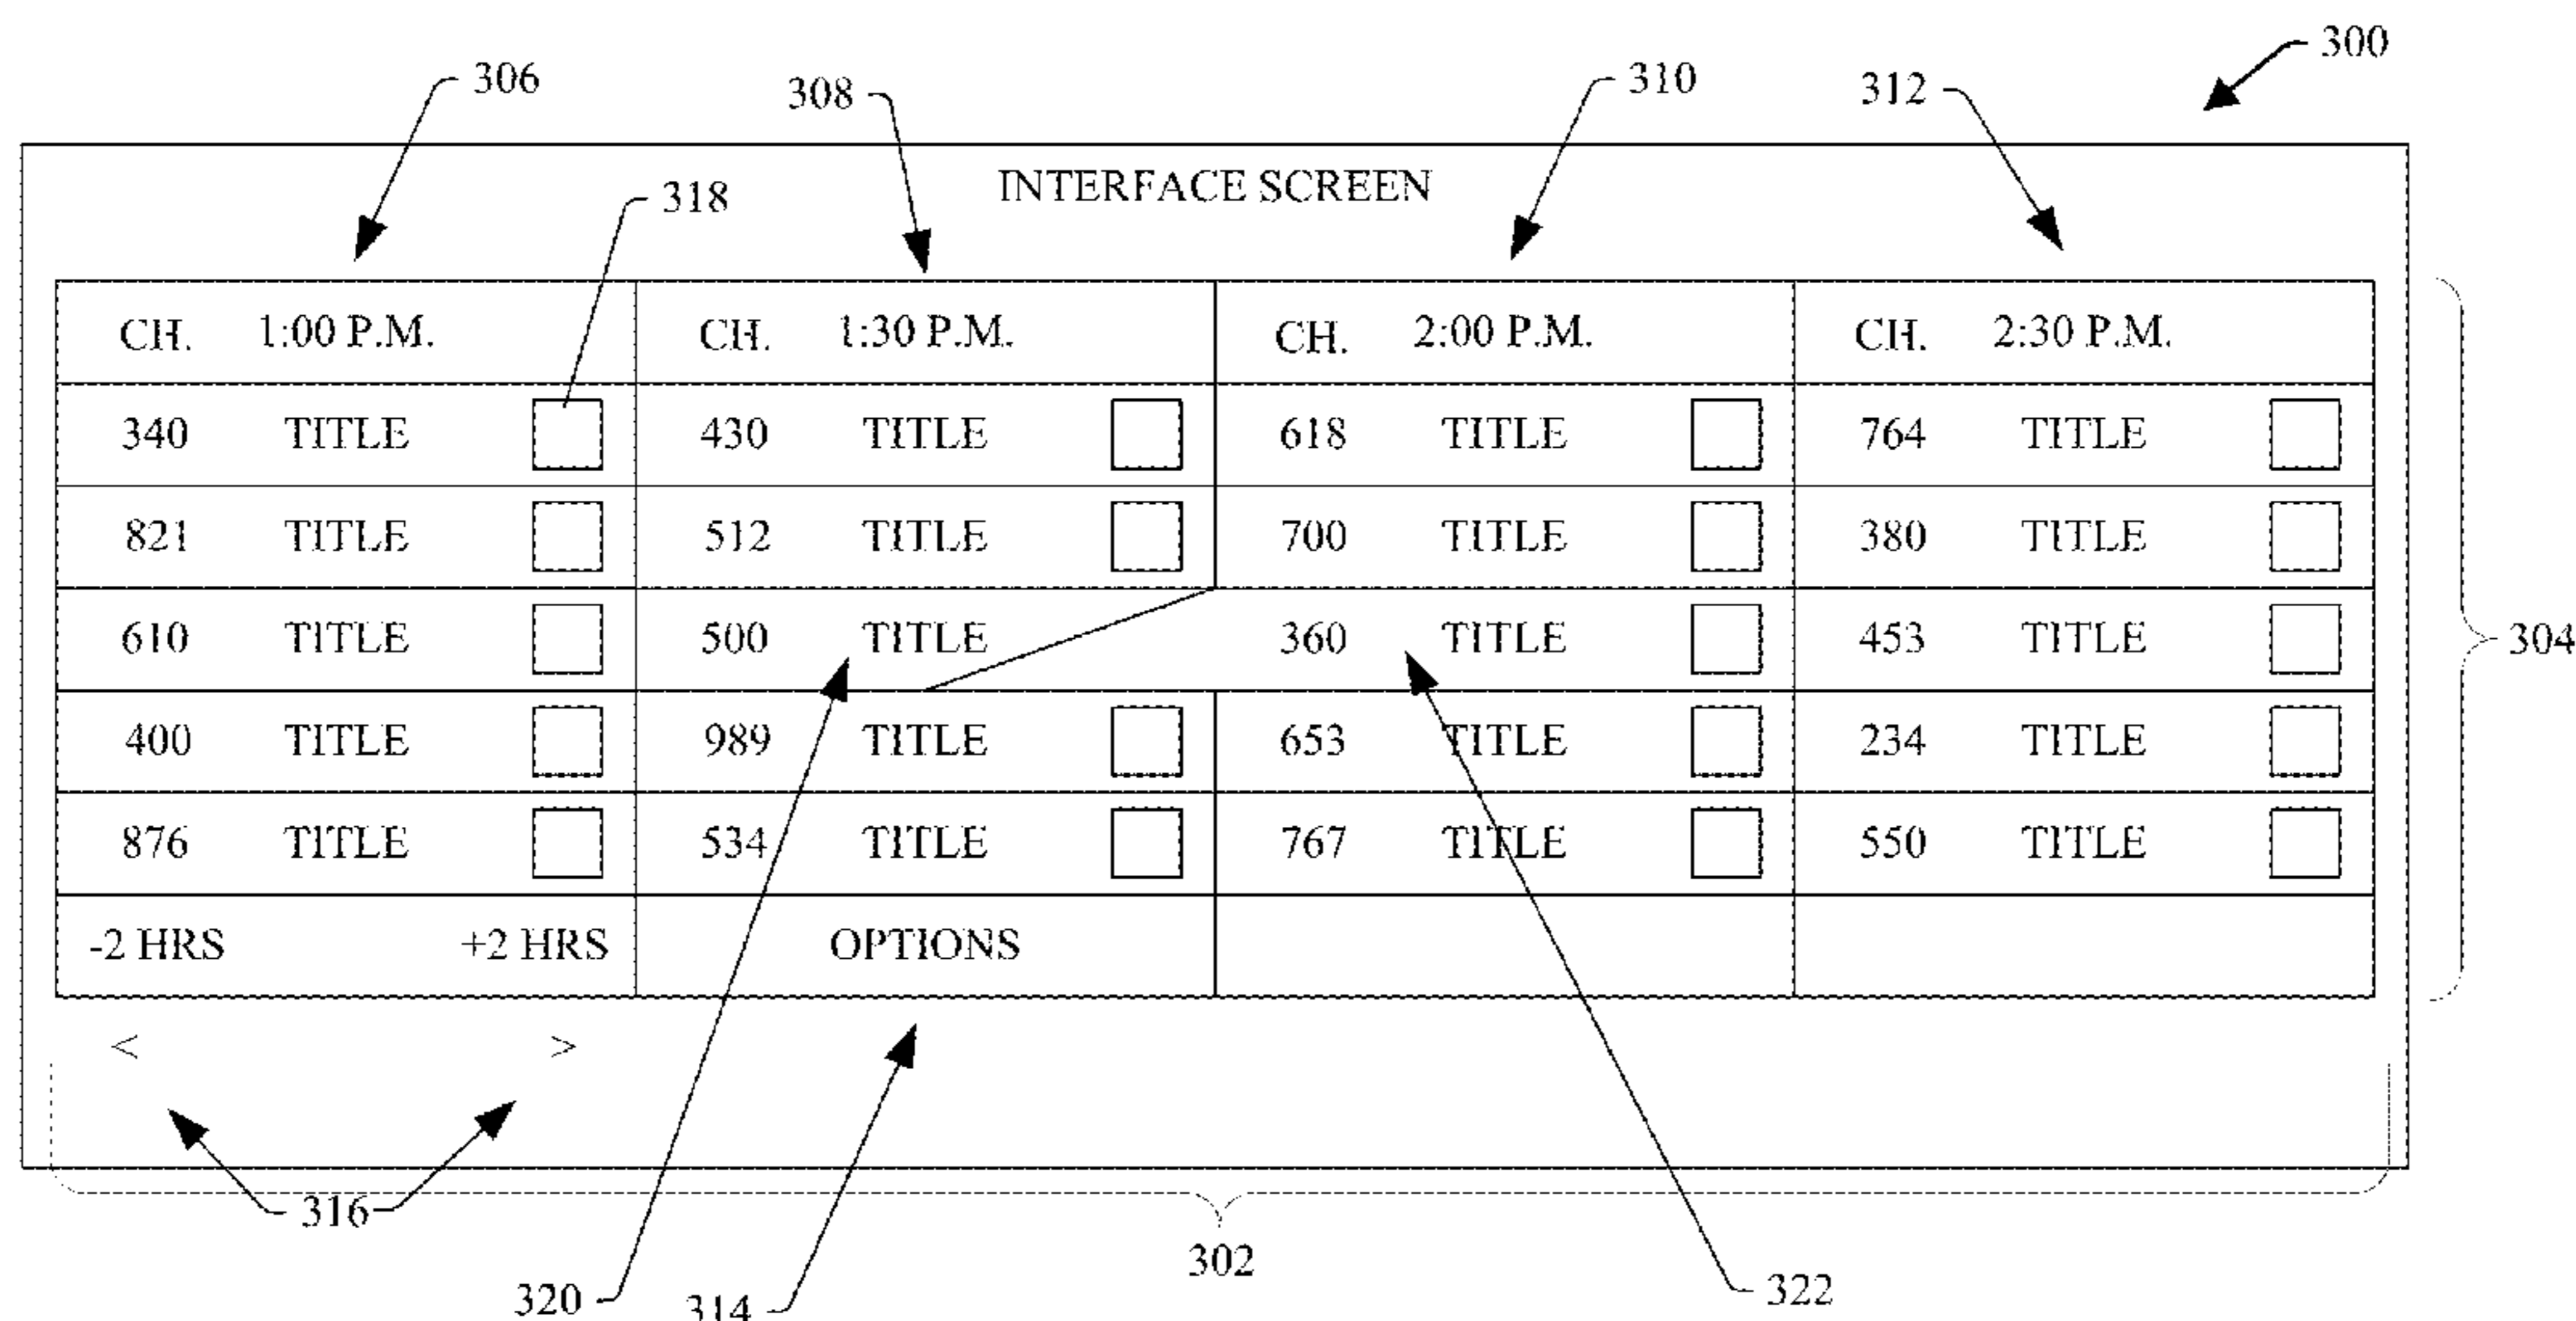 300
306 308 310 312
INTERFACE SCREEN
318
CH. 1:00 P.M. CH. 1:30 P.M. CH. 2:00 P.M. CH. 2:30 P.M.
340 TITLE 430 TITLE 618 TITLE 764 TITLE
821 TITLE 512 TITLE 700 TITLE 380 TITLE
610 TITLE 500 TITLE 360 TITLE 453 TITLE
304
400 TITLE 989 TITLE 653 TITLE 234 TITLE
876 TITLE 534 TITLE 767 TITLE 550 TITLE
-2 HRS +2 HRS OPTIONS
< >
316
302
320 314 322